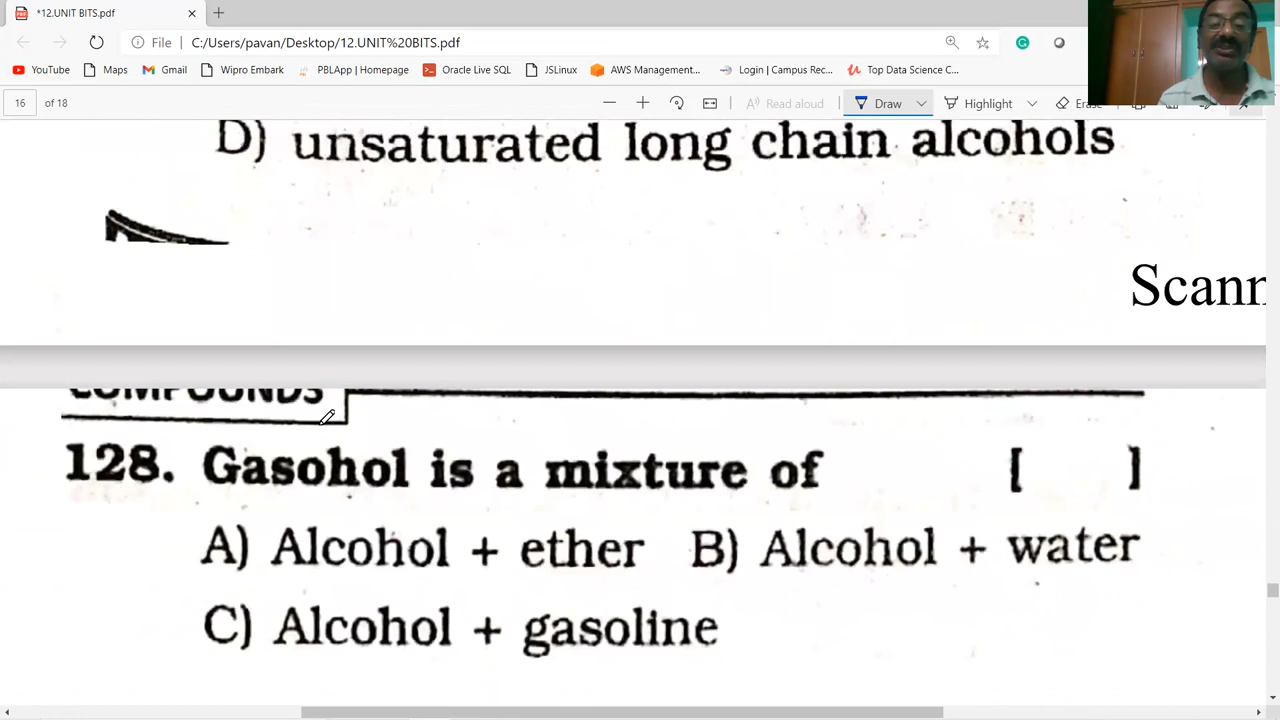 *12.UNIT BITS.pdf
File C:/Users/pavan/Desktop/12.UNIT%20BITS.pdf
YouTube Maps Gmail Wipro Embark PBLApp | Homepage Oracle Live SQL JSLinux AWS Management... Login | Campus Rec... Top Data Science C...
16 of 18 Read aloud Draw Highlight Erase
D) unsaturated long chain alcohols
Scann
COMPOUNDS
128. Gasohol is a mixture of [ ]
A) Alcohol + ether B) Alcohol + water
C) Alcohol + gasoline